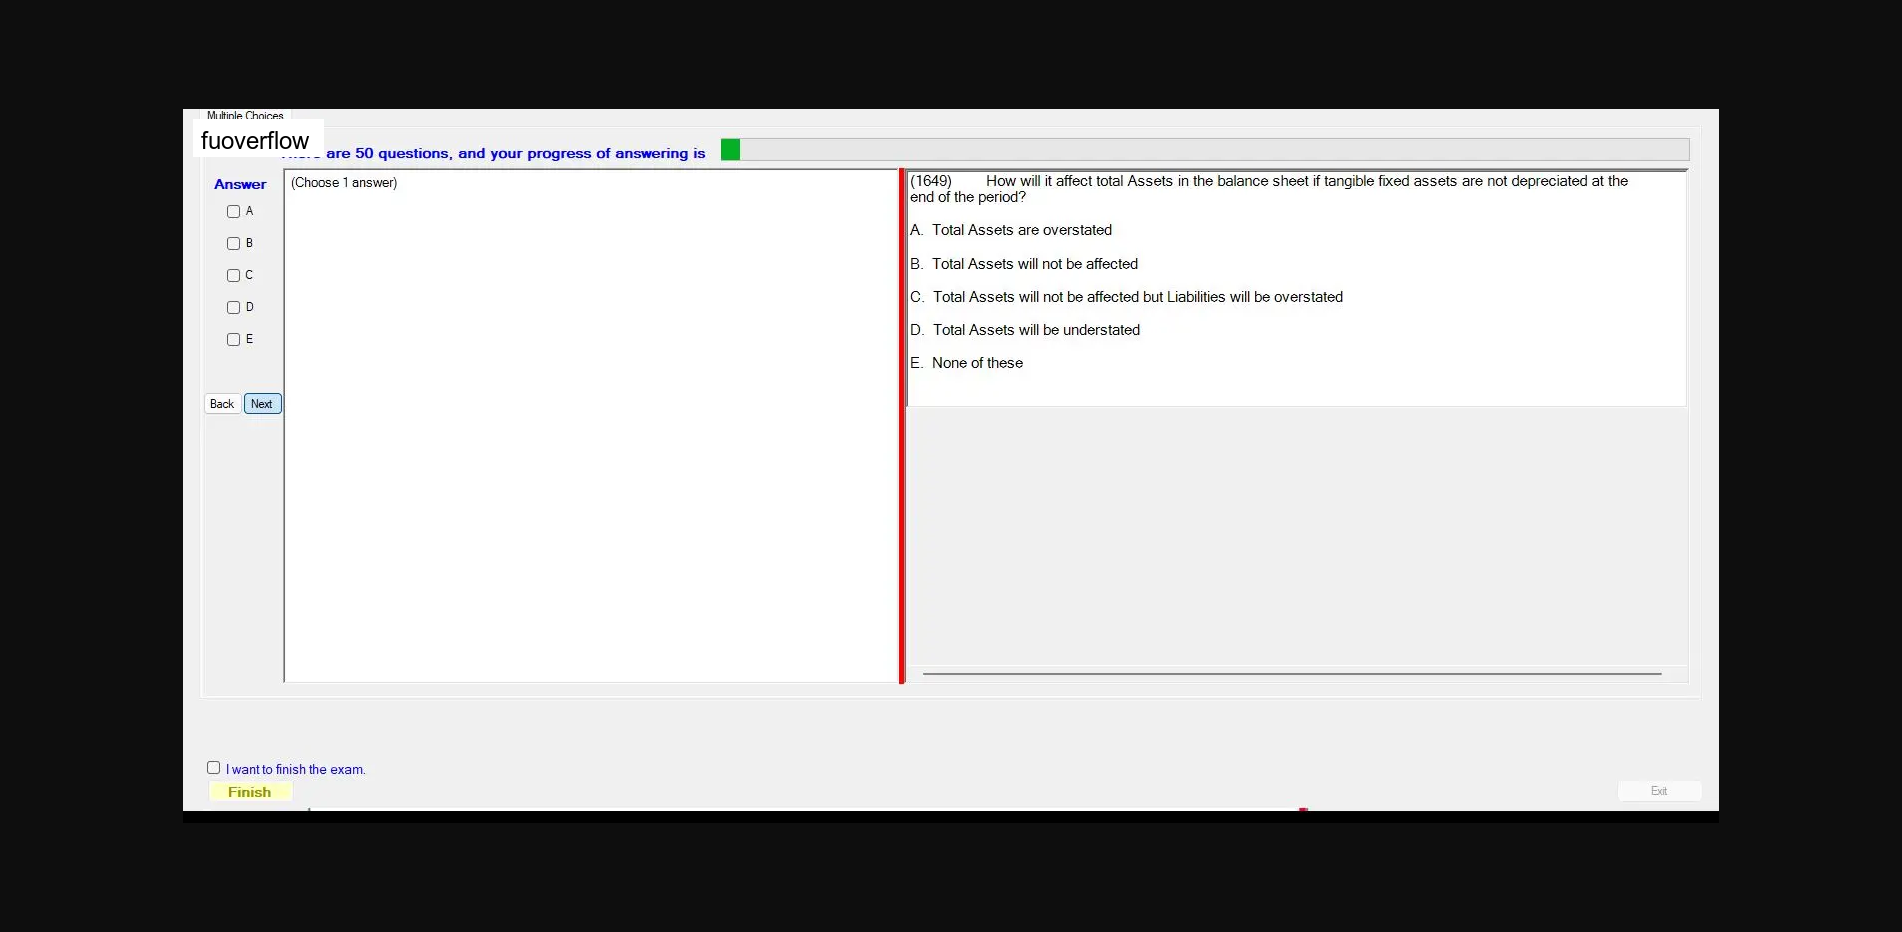 Multiple Choices
fuoverflow
are 50 questions, and your progress of answering is
Answer
(Choose 1 answer)
A
B
C
D
E
Back Next
(1649) How will it affect total Assets in the balance sheet if tangible fixed assets are not depreciated at the
end of the period?
A. Total Assets are overstated
B. Total Assets will not be affected
C. Total Assets will not be affected but Liabilities will be overstated
D. Total Assets will be understated
E. None of these
I want to finish the exam.
Finish
Exit